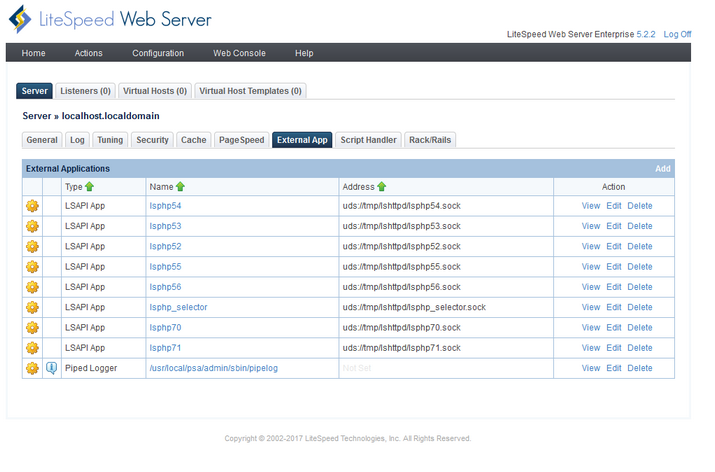 LiteSpeed Web Server
LiteSpeed Web Server Enterprise 5.2.2 Log Off
Home Actions Configuration Web Console Help
Server Listeners (0) Virtual Hosts (0) Virtual Host Templates (0)
Server » localhost.localdomain
General Log Tuning Security Cache PageSpeed External App Script Handler Rack/Rails
External Applications Add
Type Name Address Action
LSAPI App lsphp54 uds://tmp/lshttpd/lsphp54.sock View Edit Delete
LSAPI App lsphp53 uds://tmp/lshttpd/lsphp53.sock View Edit Delete
LSAPI App lsphp52 uds://tmp/lshttpd/lsphp52.sock View Edit Delete
LSAPI App lsphp55 uds://tmp/lshttpd/lsphp55.sock View Edit Delete
LSAPI App lsphp56 uds://tmp/lshttpd/lsphp56.sock View Edit Delete
LSAPI App lsphp_selector uds://tmp/lshttpd/lsphp_selector.sock View Edit Delete
LSAPI App lsphp70 uds://tmp/lshttpd/lsphp70.sock View Edit Delete
LSAPI App lsphp71 uds://tmp/lshttpd/lsphp71.sock View Edit Delete
Piped Logger /usr/local/psa/admin/sbin/pipelog Not Set View Edit Delete
Copyright © 2002-2017 LiteSpeed Technologies, Inc. All Rights Reserved.